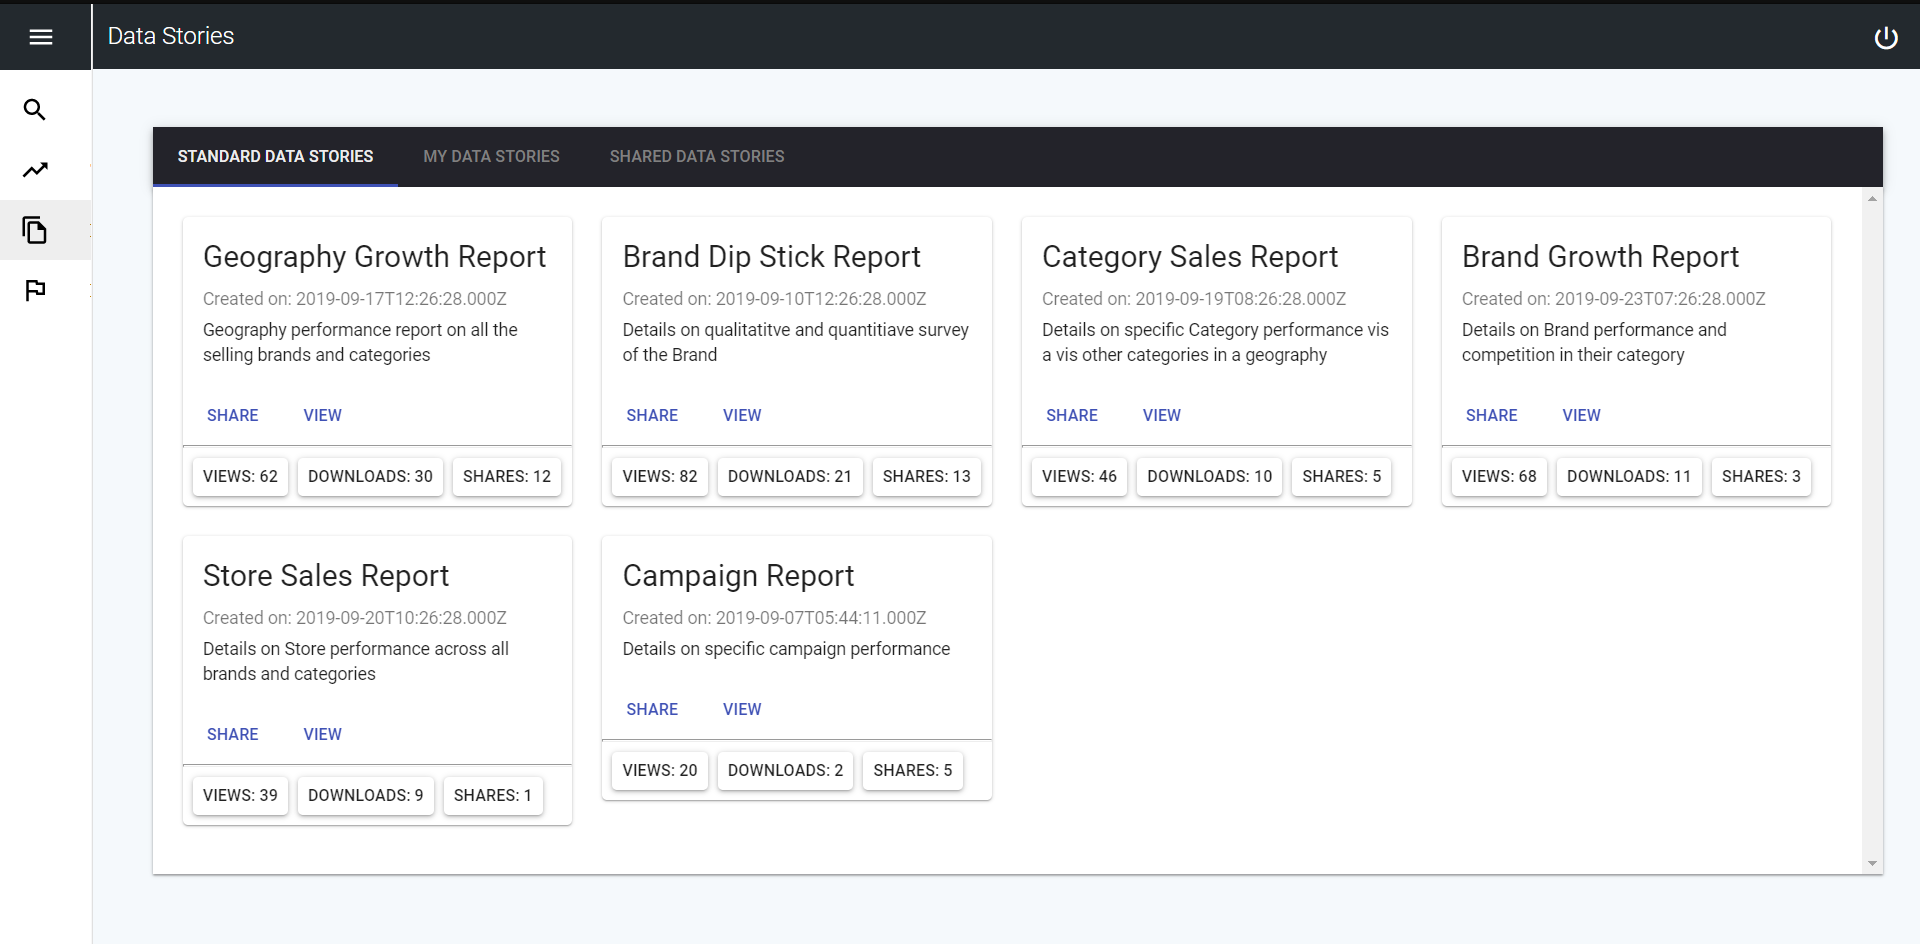 Data Stories
STANDARD DATA STORIES
MY DATA STORIES
SHARED DATA STORIES
Geography Growth Report
Created on: 2019-09-17T12:26:28.000Z
Geography performance report on all the
selling brands and categories
SHARE
VIEW
VIEWS: 62
DOWNLOADS: 30
SHARES: 12
Brand Dip Stick Report
Created on: 2019-09-10T12:26:28.000Z
Details on qualitatitve and quantitiave survey
of the Brand
SHARE
VIEW
VIEWS: 82
DOWNLOADS: 21
SHARES: 13
Category Sales Report
Created on: 2019-09-19T08:26:28.000Z
Details on specific Category performance vis
a vis other categories in a geography
SHARE
VIEW
VIEWS: 46
DOWNLOADS: 10
SHARES: 5
Brand Growth Report
Created on: 2019-09-23T07:26:28.000Z
Details on Brand performance and
competition in their category
SHARE
VIEW
VIEWS: 68
DOWNLOADS: 11
SHARES: 3
Store Sales Report
Created on: 2019-09-20T10:26:28.000Z
Details on Store performance across all
brands and categories
SHARE
VIEW
VIEWS: 39
DOWNLOADS: 9
SHARES: 1
Campaign Report
Created on: 2019-09-07T05:44:11.000Z
Details on specific campaign performance
SHARE
VIEW
VIEWS: 20
DOWNLOADS: 2
SHARES: 5